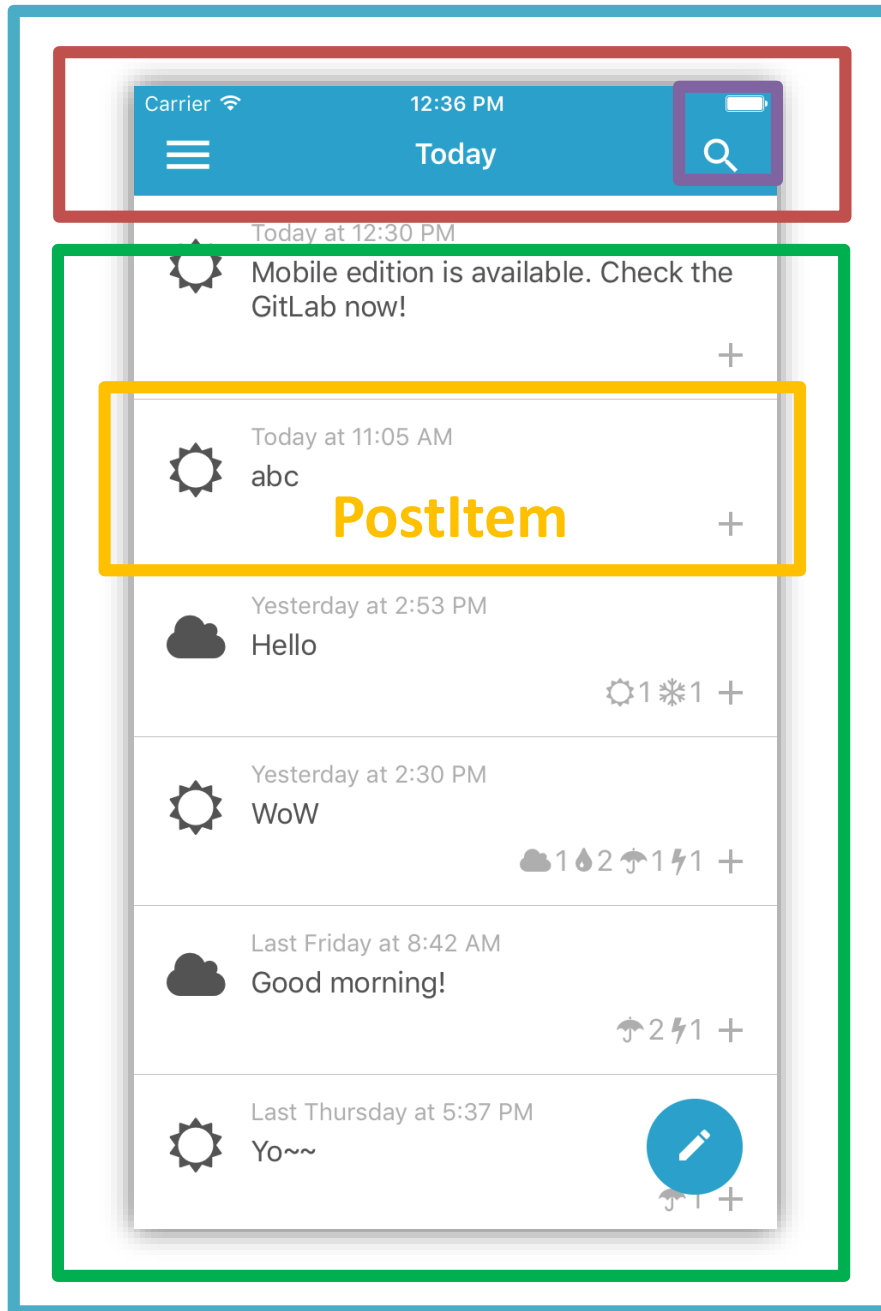 Carrier 12:36 PM
Today
Today at 12:30 PM
Mobile edition is available. Check the
GitLab now!
+
Today at 11:05 AM
abc
PostItem
+
Yesterday at 2:53 PM
Hello
1 1 +
Yesterday at 2:30 PM
WoW
1 2 1 1 +
Last Friday at 8:42 AM
Good morning!
2 1 +
Last Thursday at 5:37 PM
Yo~~
1 +